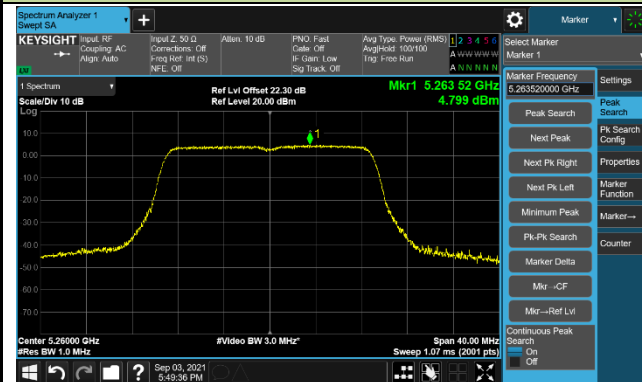 Spectrum Analyzer 1
Swept SA
+
Marker
KEYSIGHT
Input: RF
Coupling: AC
Align: Auto
Input Z: 50 Ω
Corrections: Off
Freq Ref: Int (S)
NFE: Off
Atten: 10 dB
PNO: Fast
Gate: Off
IF Gain: Low
Sig Track: Off
Avg Type: Power (RMS)
Avg|Hold: 100/100
Trig: Free Run
1 2 3 4 5 6
A W W W W W
A N N N N N
LXI
1 Spectrum
Scale/Div 10 dB
Log
Ref Lvl Offset 22.30 dB
Ref Level 20.00 dBm
Mkr1 5.263 52 GHz
4.799 dBm
10.0
0.00
-10.0
-20.0
-30.0
-40.0
-50.0
-60.0
-70.0
1
Center 5.26000 GHz
#Res BW 1.0 MHz
#Video BW 3.0 MHz*
Span 40.00 MHz
Sweep 1.07 ms (2001 pts)
Select Marker
Marker 1
Marker Frequency
5.263520000 GHz
Peak Search
Next Peak
Next Pk Right
Next Pk Left
Minimum Peak
Pk-Pk Search
Marker Delta
Mkr→CF
Mkr→Ref Lvl
Continuous Peak
Search
On
Off
Settings
Peak
Search
Pk Search
Config
Properties
Marker
Function
Marker→
Counter
?
Sep 03, 2021
5:49:36 PM